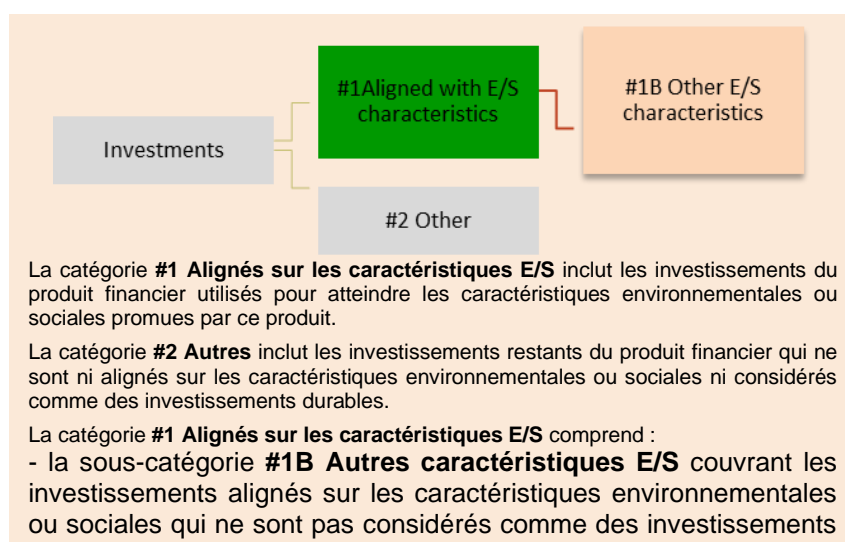 #1Aligned with E/S
characteristics
#1B Other E/S
characteristics
Investments
#2 Other
La catégorie #1 Alignés sur les caractéristiques E/S inclut les investissements du
produit financier utilisés pour atteindre les caractéristiques environnementales ou
sociales promues par ce produit.
La catégorie #2 Autres inclut les investissements restants du produit financier qui ne
sont ni alignés sur les caractéristiques environnementales ou sociales ni considérés
comme des investissements durables.
La catégorie #1 Alignés sur les caractéristiques E/S comprend :
- la sous-catégorie #1B Autres caractéristiques E/S couvrant les
investissements alignés sur les caractéristiques environnementales
ou sociales qui ne sont pas considérés comme des investissements